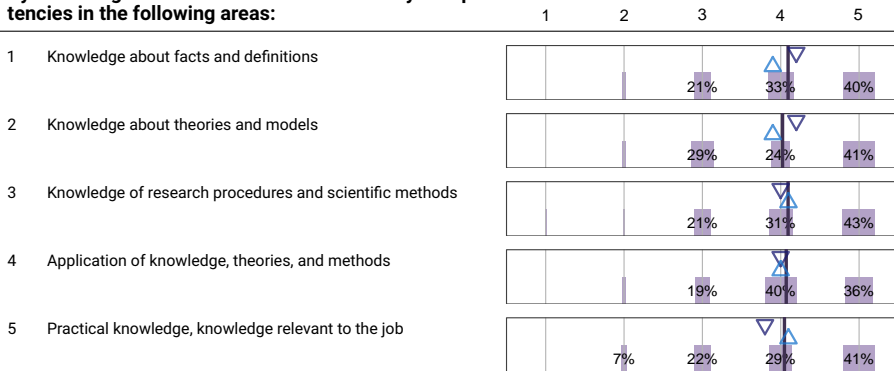 tencies in the following areas:
1 2 3 4 5
1 Knowledge about facts and definitions
21% 33% 40%
2 Knowledge about theories and models
29% 24% 41%
3 Knowledge of research procedures and scientific methods
21% 31% 43%
4 Application of knowledge, theories, and methods
19% 40% 36%
5 Practical knowledge, knowledge relevant to the job
7% 22% 29% 41%